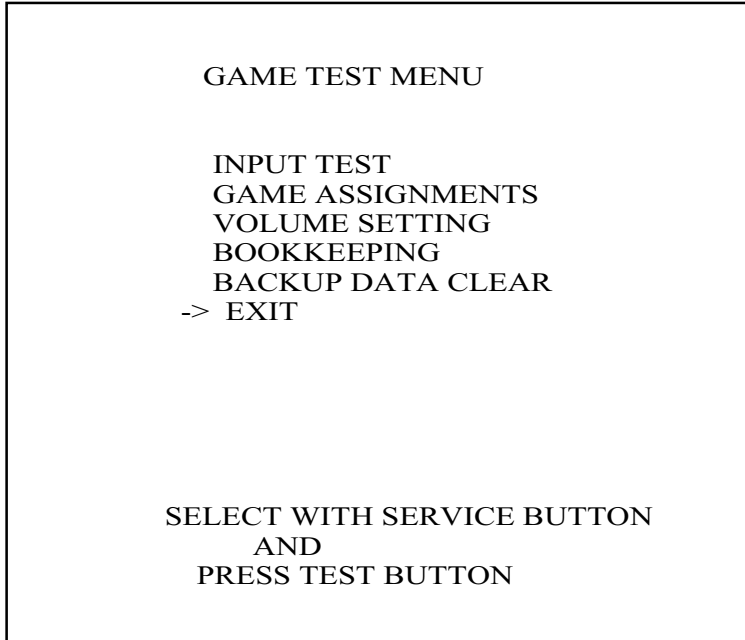 GAME TEST MENU
INPUT TEST
GAME ASSIGNMENTS
VOLUME SETTING
BOOKKEEPING
BACKUP DATA CLEAR
-> EXIT
SELECT WITH SERVICE BUTTON
AND
PRESS TEST BUTTON